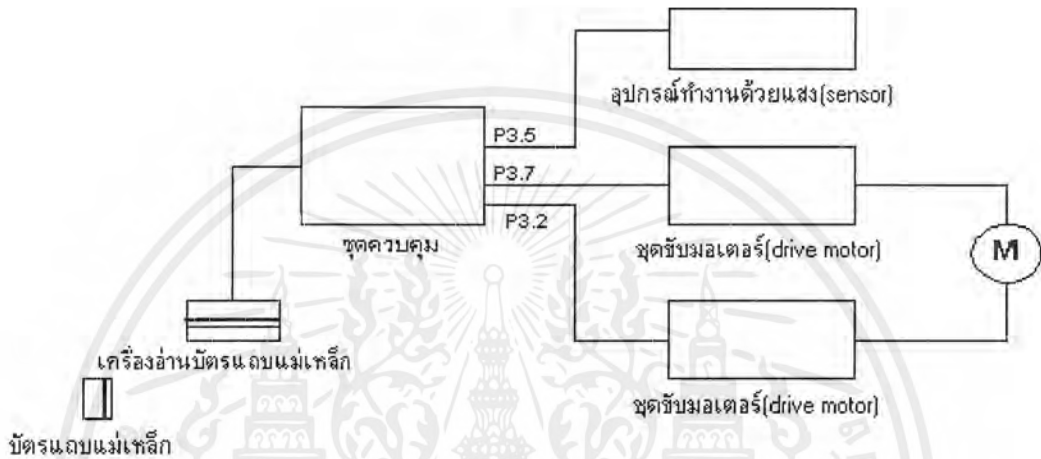 อุปกรณ์ทำงานด้วยแสง(sensor)
P3.5
P3.7
P3.2
ชุดควบคุม
ชุดขับมอเตอร์(drive motor)
M
เครื่องอ่านบัตรแถบแม่เหล็ก
ชุดขับมอเตอร์(drive motor)
บัตรแถบแม่เหล็ก